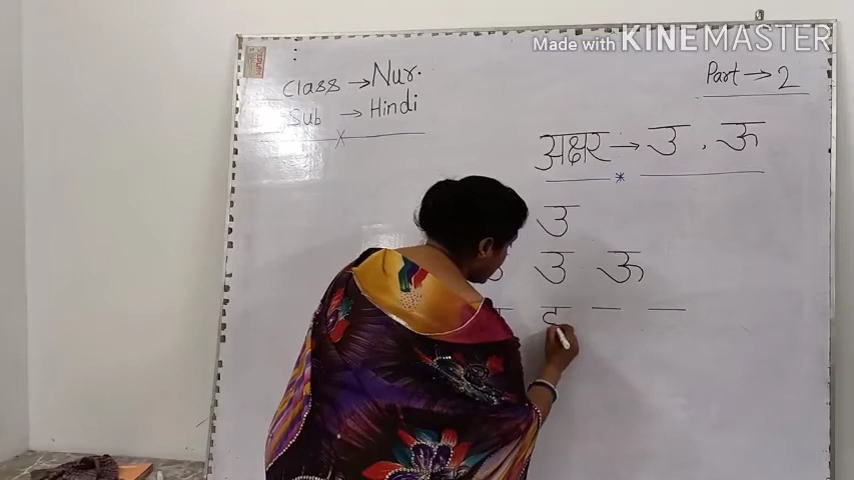 Made with KINEMASTER
Class → Nur.
Part → 2
Sub → Hindi
अक्षर → उ , ऊ
उ
उ ऊ